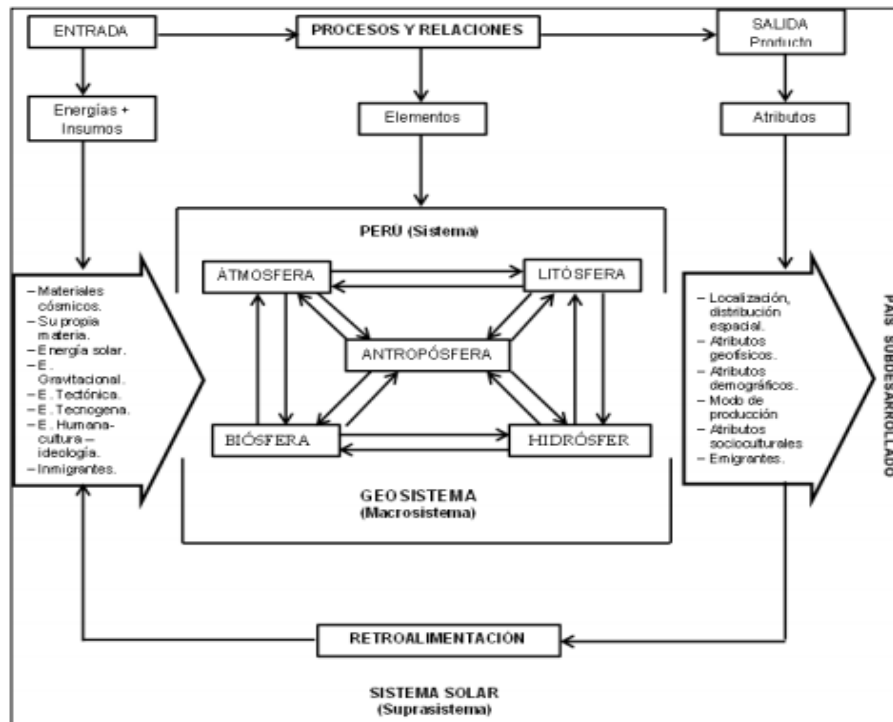 ENTRADA
PROCESOS Y RELACIONES
SALIDA
Producto
Energías +
Insumos
Elementos
Atributos
PERÚ (Sistema)
ÁTMOSFERA
LITÓSFERA
ANTROPÓSFERA
BIÓSFERA
HIDRÓSFER
GEOSISTEMA
(Macrosistema)
– Materiales
cósmicos.
– Su propia
materia.
– Energía solar.
– E.
Gravitacional.
– E. Tectónica.
– E. Tecnogena.
– E. Humana-
cultura –
ideología.
– Inmigrantes.
– Localización,
distribución
espacial.
– Atributos
geofísicos.
– Atributos
demográficos.
– Modo de
producción
– Atributos
socioculturales
– Emigrantes.
PAÍS SUBDESARROLLADO
RETROALIMENTACIÓN
SISTEMA SOLAR
(Suprasistema)